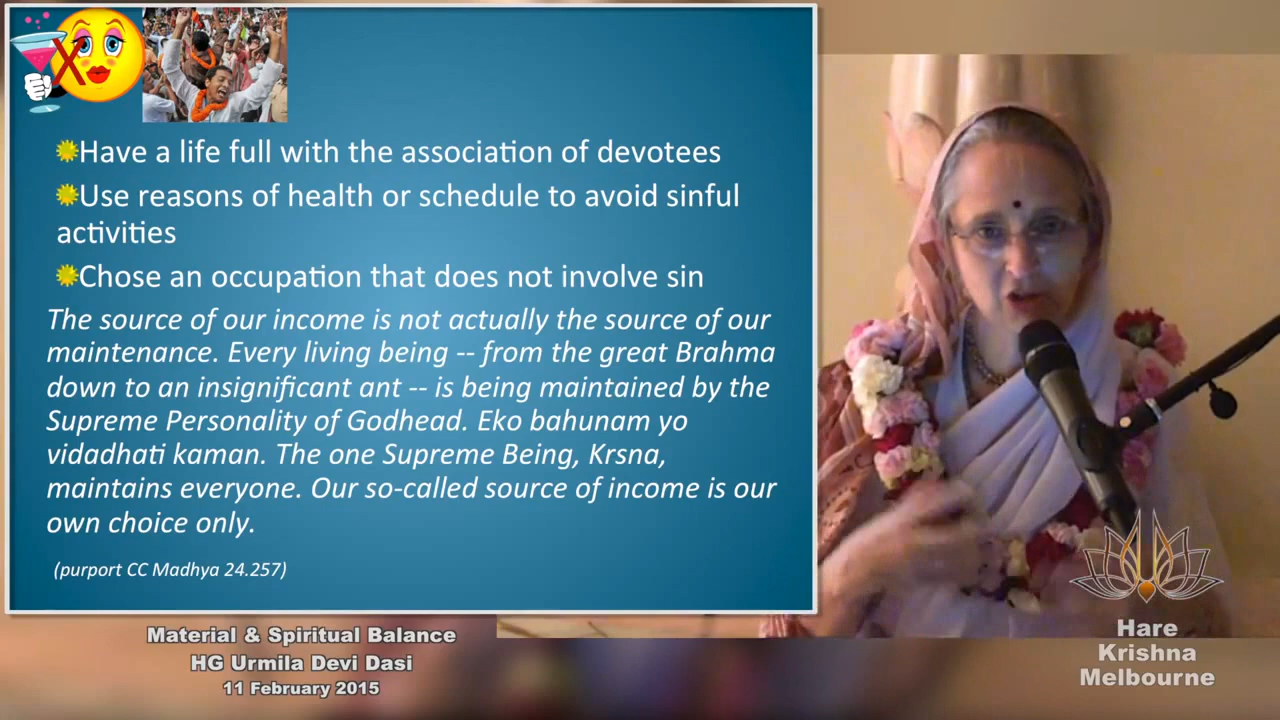 Have a life full with the association of devotees
Use reasons of health or schedule to avoid sinful
activities
Chose an occupation that does not involve sin
The source of our income is not actually the source of our
maintenance. Every living being -- from the great Brahma
down to an insignificant ant -- is being maintained by the
Supreme Personality of Godhead. Eko bahunam yo
vidadhati kaman. The one Supreme Being, Krsna,
maintains everyone. Our so-called source of income is our
own choice only.
(purport CC Madhya 24.257)
Material & Spiritual Balance
HG Urmila Devi Dasi
11 February 2015
Hare
Krishna
Melbourne